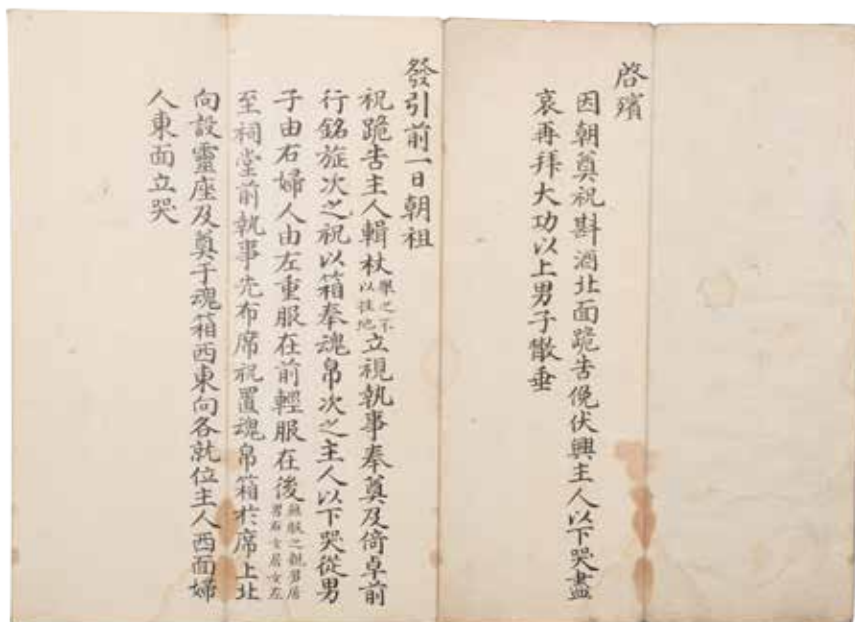 啓殯
因朝奠祝斟酒北面跪告俛伏興主人以下哭盡
哀再拜大功以上男子散垂
發引前一日朝祖
祝跪告主人輯杖擧之不以拄地立視執事奉奠及倚卓前
行銘旌次之祝以箱奉魂帛次之主人以下哭從男
子由右婦人由左重服在前輕服在後無服之親男居男右女居女左
至祠堂前執事先布席祝置魂帛箱於席上北
向設靈座及奠于魂箱西東向各就位主人西面婦
人東面立哭